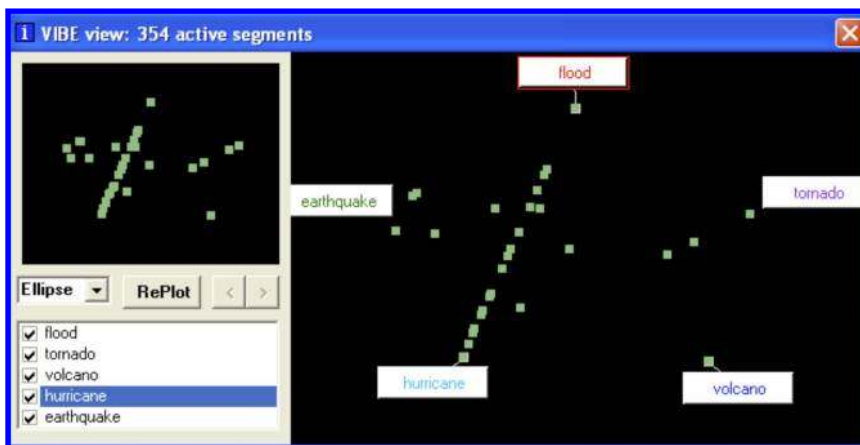 VIBE view: 354 active segments
flood
earthquake
tornado
Ellipse RePlot < >
flood
tornado
volcano
hurricane
earthquake
hurricane
volcano